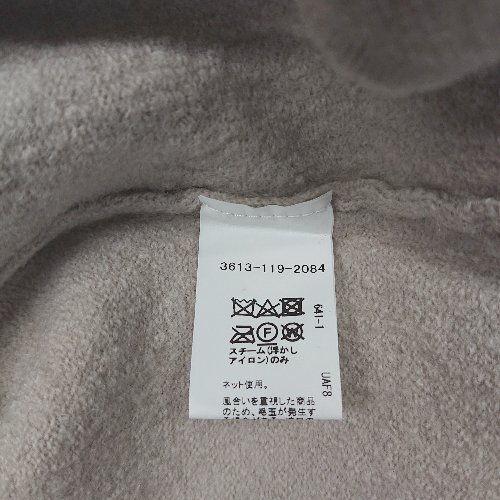 3613-119-2084
641-1
F W
スチーム(浮かし
アイロン)のみ
UAF8
ネット使用。
風合いを重視した商品
のため、毛玉が発生す